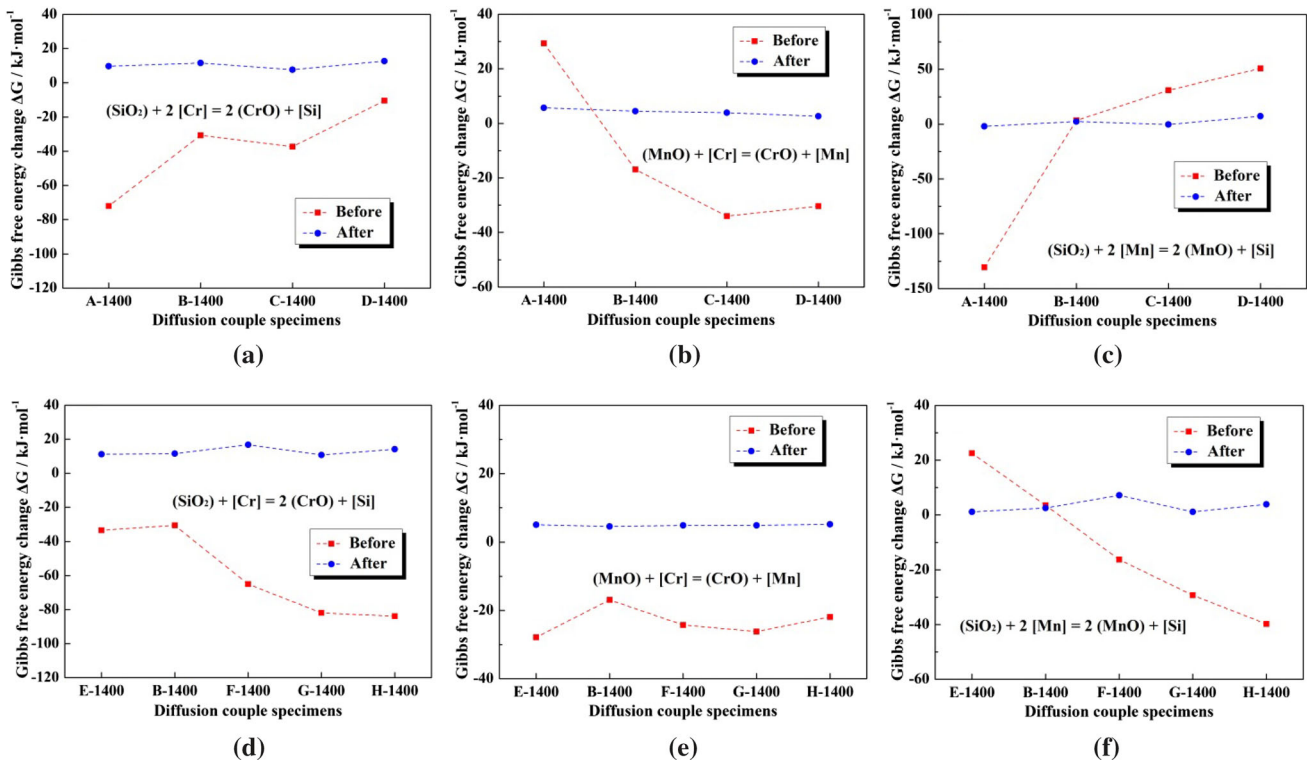 Gibbs free energy change ΔG / kJ·mol⁻¹
40
20
0
-20
-40
-60
-80
-100
-120
(SiO₂) + 2 [Cr] = 2 (CrO) + [Si]
Before
After
A-1400 B-1400 C-1400 D-1400
Diffusion couple specimens
(a)
Gibbs free energy change ΔG / kJ·mol⁻¹
40
20
0
-20
-40
-60
Before
After
(MnO) + [Cr] = (CrO) + [Mn]
A-1400 B-1400 C-1400 D-1400
Diffusion couple specimens
(b)
Gibbs free energy change ΔG / kJ·mol⁻¹
100
50
0
-50
-100
-150
Before
After
(SiO₂) + 2 [Mn] = 2 (MnO) + [Si]
A-1400 B-1400 C-1400 D-1400
Diffusion couple specimens
(c)
Gibbs free energy change ΔG / kJ·mol⁻¹
40
20
0
-20
-40
-60
-80
-100
-120
(SiO₂) + [Cr] = 2 (CrO) + [Si]
Before
After
E-1400 B-1400 F-1400 G-1400 H-1400
Diffusion couple specimens
(d)
Gibbs free energy change ΔG / kJ·mol⁻¹
40
20
0
-20
-40
Before
After
(MnO) + [Cr] = (CrO) + [Mn]
E-1400 B-1400 F-1400 G-1400 H-1400
Diffusion couple specimens
(e)
Gibbs free energy change ΔG / kJ·mol⁻¹
40
20
0
-20
-40
-60
Before
After
(SiO₂) + 2 [Mn] = 2 (MnO) + [Si]
E-1400 B-1400 F-1400 G-1400 H-1400
Diffusion couple specimens
(f)